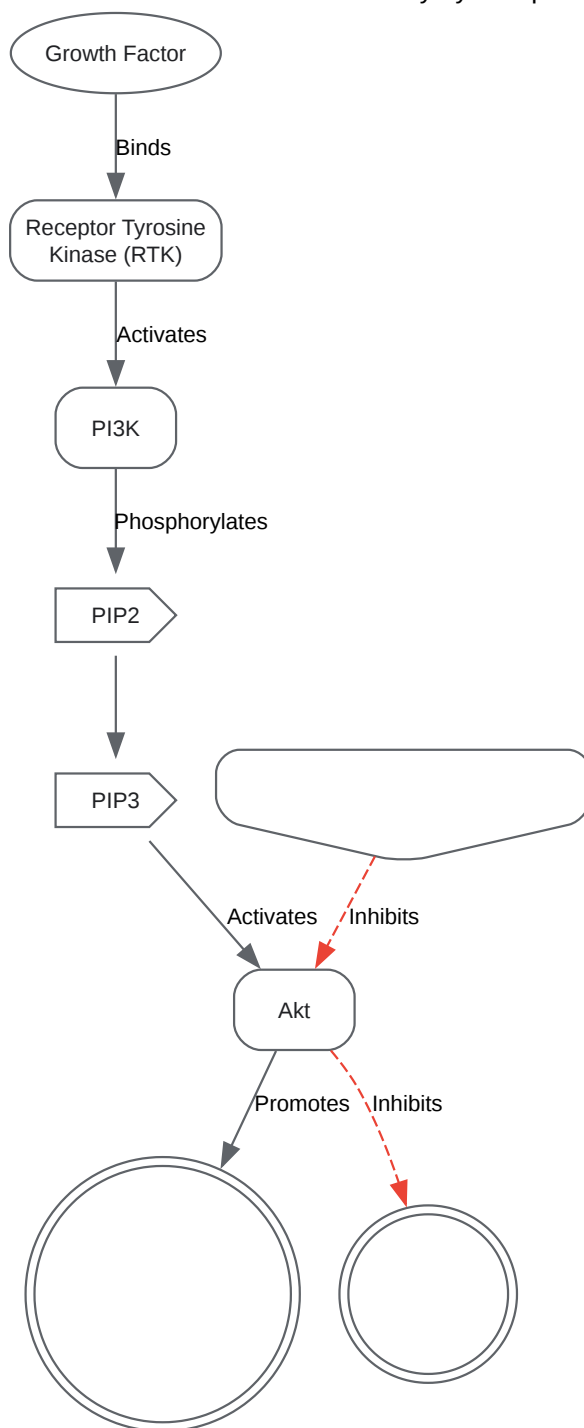 Growth Factor
Binds
Receptor Tyrosine
Kinase (RTK)
Activates
PI3K
Phosphorylates
PIP2
PIP3
Activates
Inhibits
Akt
Promotes
Inhibits